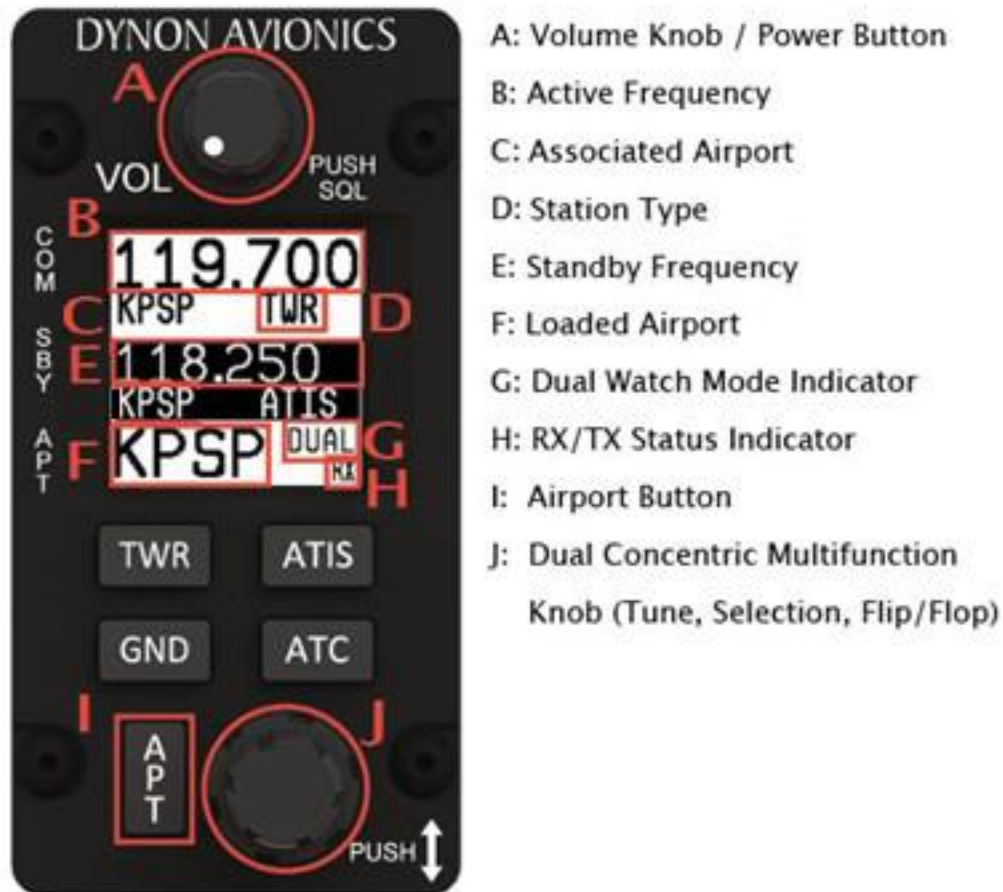 DYNON AVIONICS
A
VOL
PUSH
SQL
B
COM
119.700
C
KPSP TWR
D
SBY
E
118.250
KPSP ATIS
APT
F
KPSP
DUAL
G
RX
H
TWR ATIS
GND ATC
I
J
APT
PUSH
A: Volume Knob / Power Button
B: Active Frequency
C: Associated Airport
D: Station Type
E: Standby Frequency
F: Loaded Airport
G: Dual Watch Mode Indicator
H: RX/TX Status Indicator
I: Airport Button
J: Dual Concentric Multifunction
Knob (Tune, Selection, Flip/Flop)